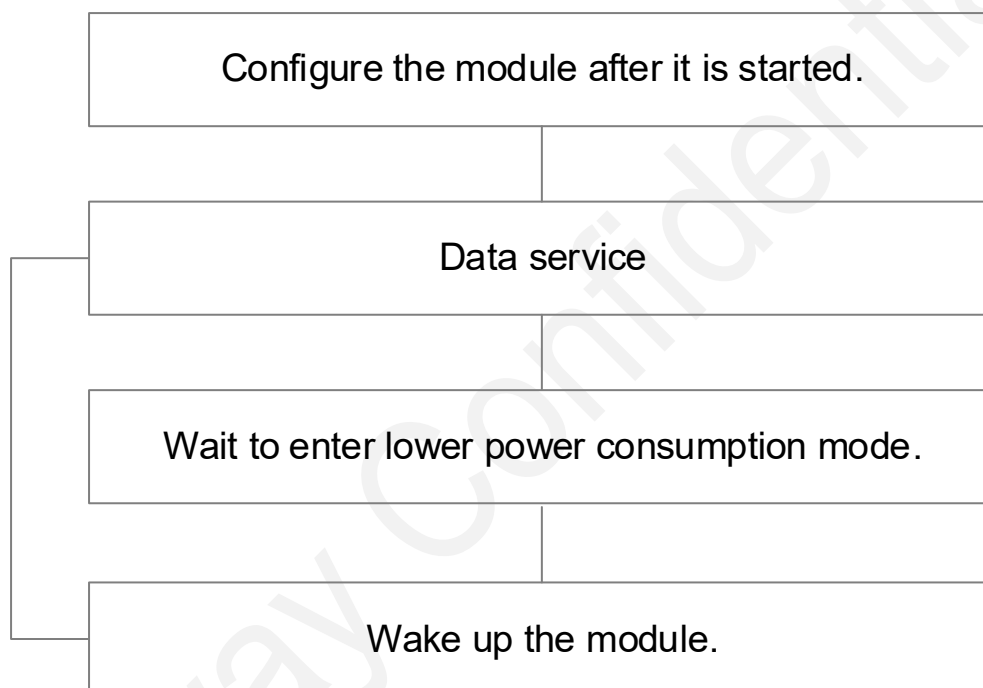 Configure the module after it is started.
Data service
Wait to enter lower power consumption mode.
Wake up the module.